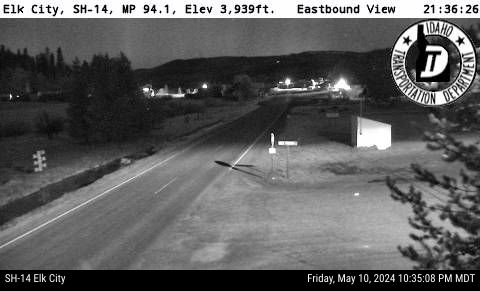 Elk City, SH-14, MP 94.1, Elev 3,939ft.   Eastbound View   21:36:26
IDAHO
TRANSPORTATION DEPARTMENT
SH-14 Elk City
Friday, May 10, 2024 10:35:08 PM MDT